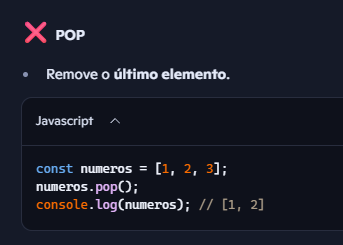 ❌ POP
• Remove o último elemento.
Javascript
const numeros = [1, 2, 3];
numeros.pop();
console.log(numeros); // [1, 2]